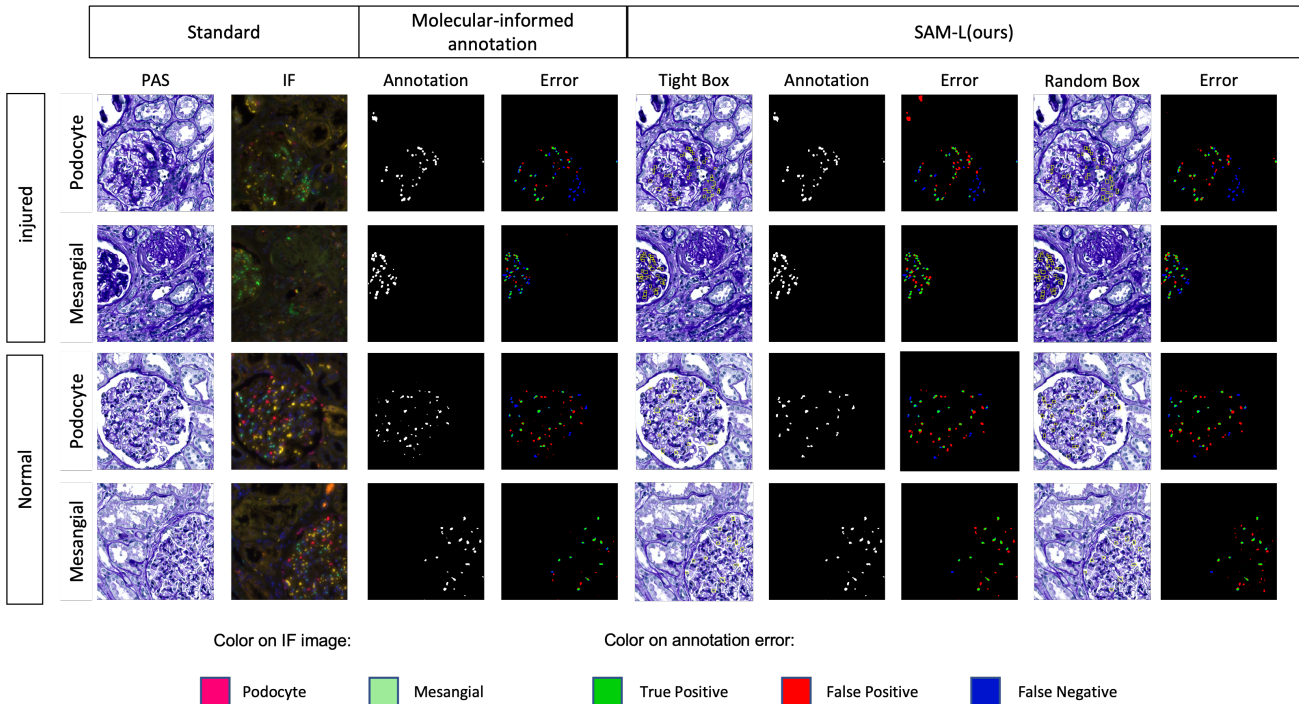 Standard
Molecular-informed
annotation
SAM-L(ours)
PAS
IF
Annotation
Error
Tight Box
Annotation
Error
Random Box
Error
injured
Podocyte
Mesangial
Normal
Podocyte
Mesangial
Color on IF image:
Color on annotation error:
Podocyte
Mesangial
True Positive
False Positive
False Negative